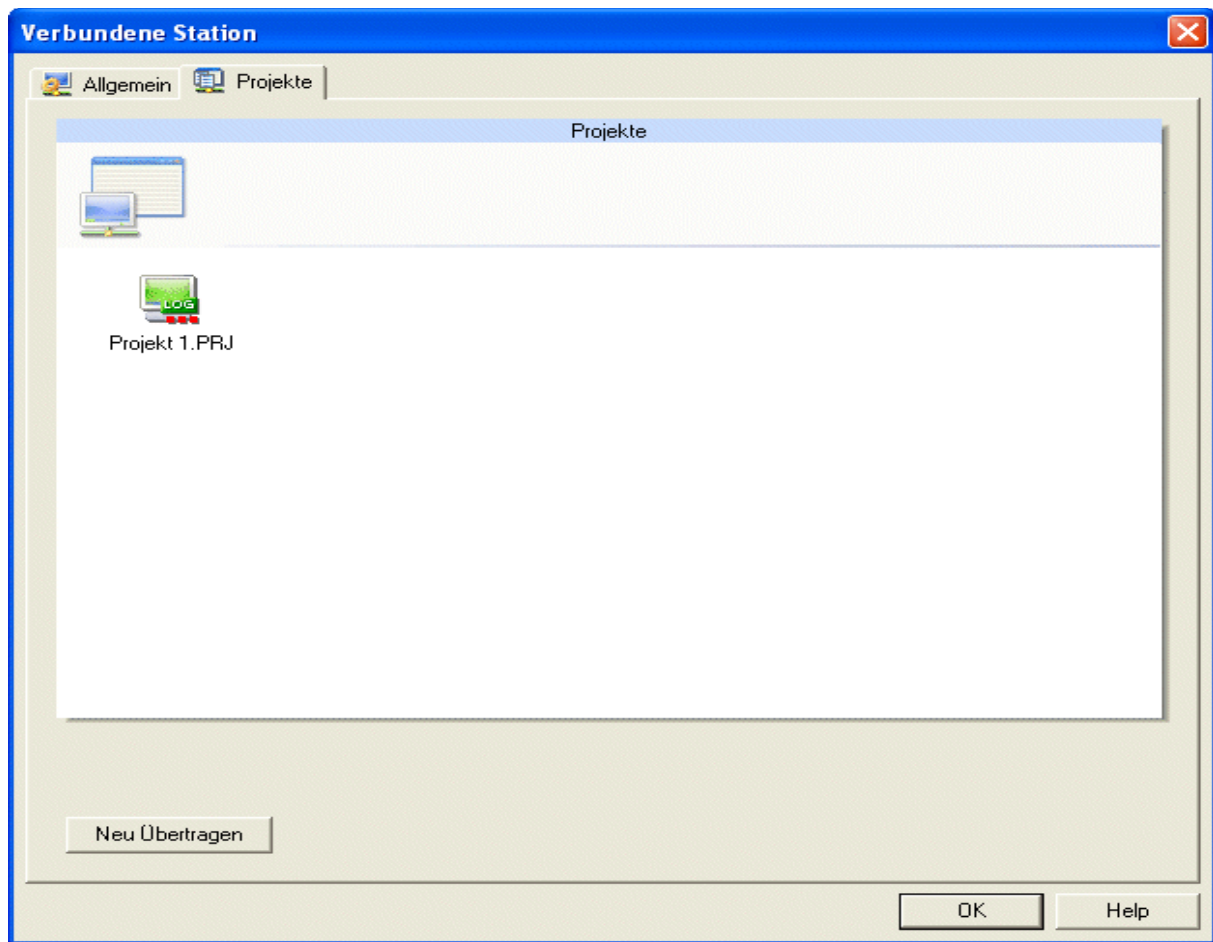 Verbundene Station
Allgemein
Projekte
Projekte
LOG
Projekt 1.PRJ
Neu Übertragen
OK
Help